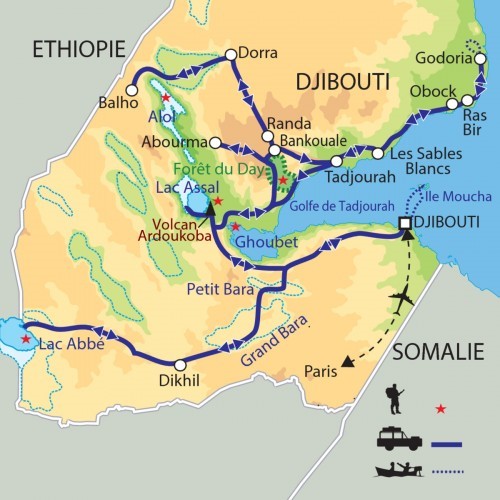 ETHIOPIE
Dorra
Godoria
DJIBOUTI
Balho
Alol
Obock
Ras
Bir
Randa
Abourma
Bankouale
Les Sables
Blancs
Forêt du Day
Tadjourah
Lac Assal
Ile Moucha
Golfe de Tadjourah
DJIBOUTI
Volcan
Ardoukoba
Ghoubet
Petit Bara
Grand Bara
Lac Abbé
SOMALIE
Dikhil
Paris